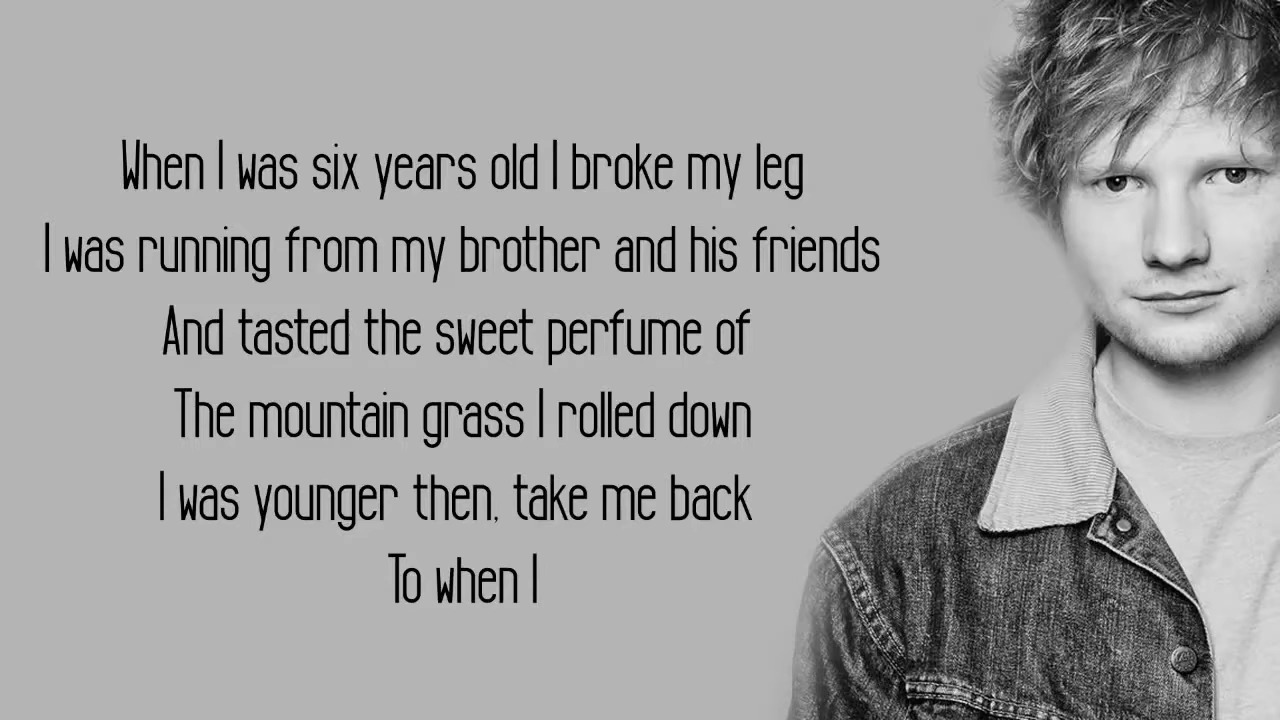 When I was six years old I broke my leg
I was running from my brother and his friends
And tasted the sweet perfume of
The mountain grass I rolled down
I was younger then, take me back
To when I